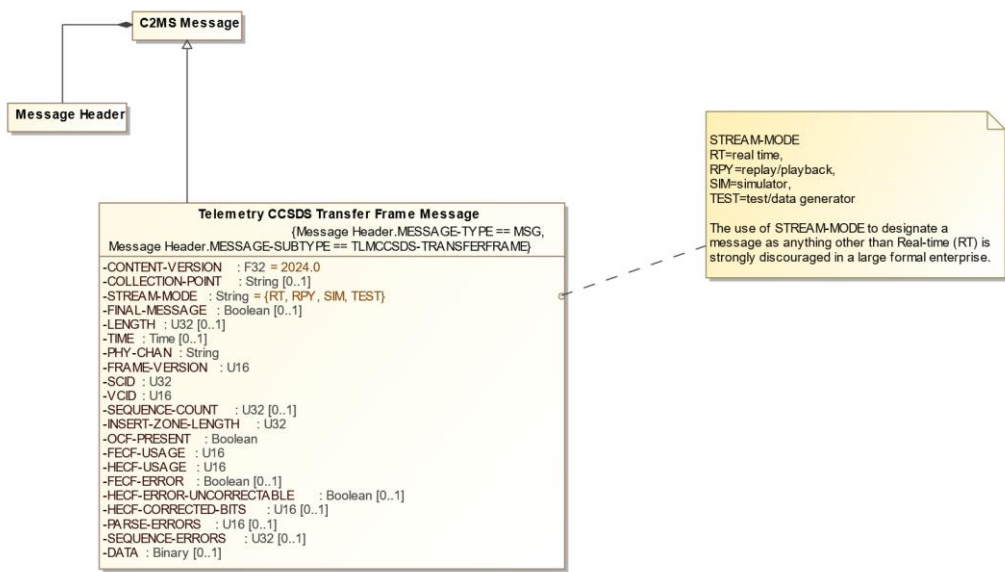 C2MS Message
Message Header
STREAM-MODE
RT=real time,
RPY=replay/playback,
SIM=simulator,
TEST=test/data generator
The use of STREAM-MODE to designate a
message as anything other than Real-time (RT) is
strongly discouraged in a large formal enterprise.
Telemetry CCSDS Transfer Frame Message
{Message Header.MESSAGE-TYPE == MSG,
Message Header.MESSAGE-SUBTYPE == TLMCCSDS-TRANSFERFRAME}
-CONTENT-VERSION : F32 = 2024.0
-COLLECTION-POINT : String [0..1]
-STREAM-MODE : String = {RT, RPY, SIM, TEST}
-FINAL-MESSAGE : Boolean [0..1]
-LENGTH : U32 [0..1]
-TIME : Time [0..1]
-PHY-CHAN : String
-FRAME-VERSION : U16
-SCID : U32
-VCID : U16
-SEQUENCE-COUNT : U32 [0..1]
-INSERT-ZONE-LENGTH : U32
-OCF-PRESENT : Boolean
-FECF-USAGE : U16
-HECF-USAGE : U16
-FECF-ERROR : Boolean [0..1]
-HECF-ERROR-UNCORRECTABLE : Boolean [0..1]
-HECF-CORRECTED-BITS : U16 [0..1]
-PARSE-ERRORS : U16 [0..1]
-SEQUENCE-ERRORS : U32 [0..1]
-DATA : Binary [0..1]